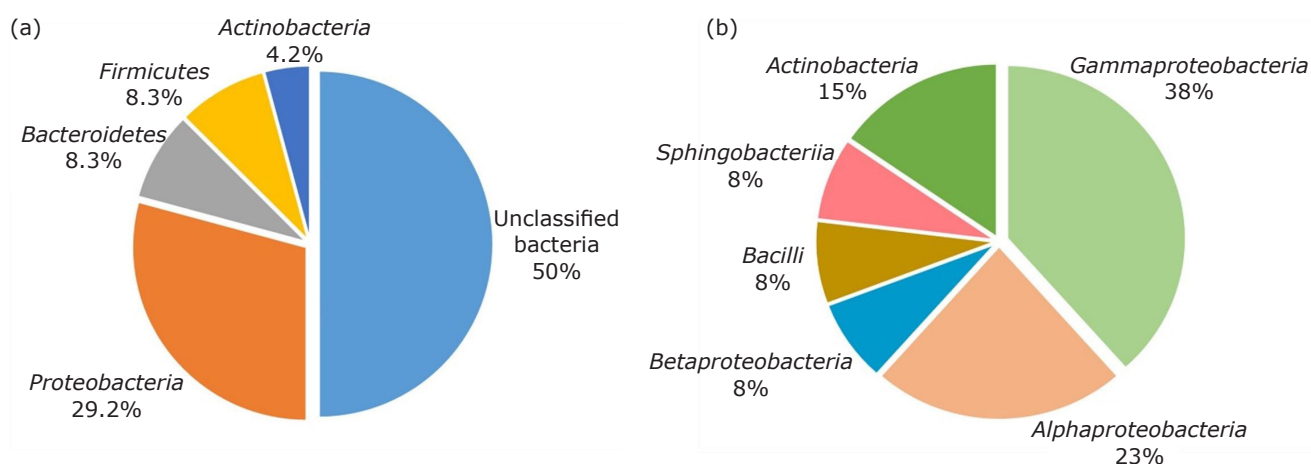 (a)
Actinobacteria
4.2%
Firmicutes
8.3%
Bacteroidetes
8.3%
Unclassified
bacteria
50%
Proteobacteria
29.2%
(b)
Actinobacteria
15%
Gammaproteobacteria
38%
Sphingobacteriia
8%
Bacilli
8%
Betaproteobacteria
8%
Alphaproteobacteria
23%